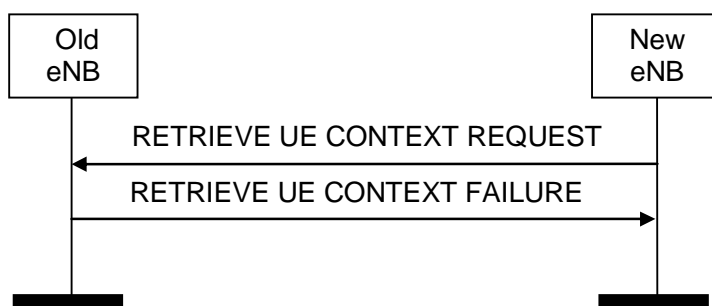 Old
eNB
New
eNB
RETRIEVE UE CONTEXT REQUEST
RETRIEVE UE CONTEXT FAILURE